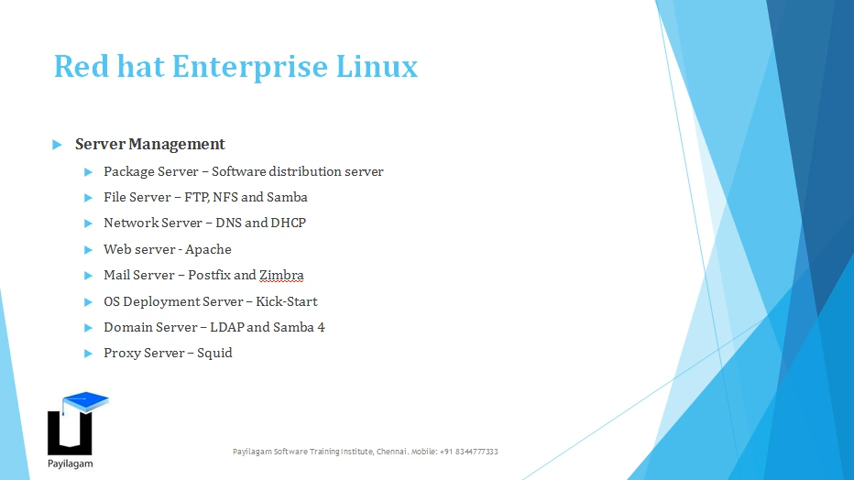 Red hat Enterprise Linux
Server Management
Package Server – Software distribution server
File Server – FTP, NFS and Samba
Network Server – DNS and DHCP
Web server - Apache
Mail Server – Postfix and Zimbra
OS Deployment Server – Kick-Start
Domain Server – LDAP and Samba 4
Proxy Server – Squid
Payilagam
Payilagam Software Training Institute, Chennai. Mobile: +91 8344777333